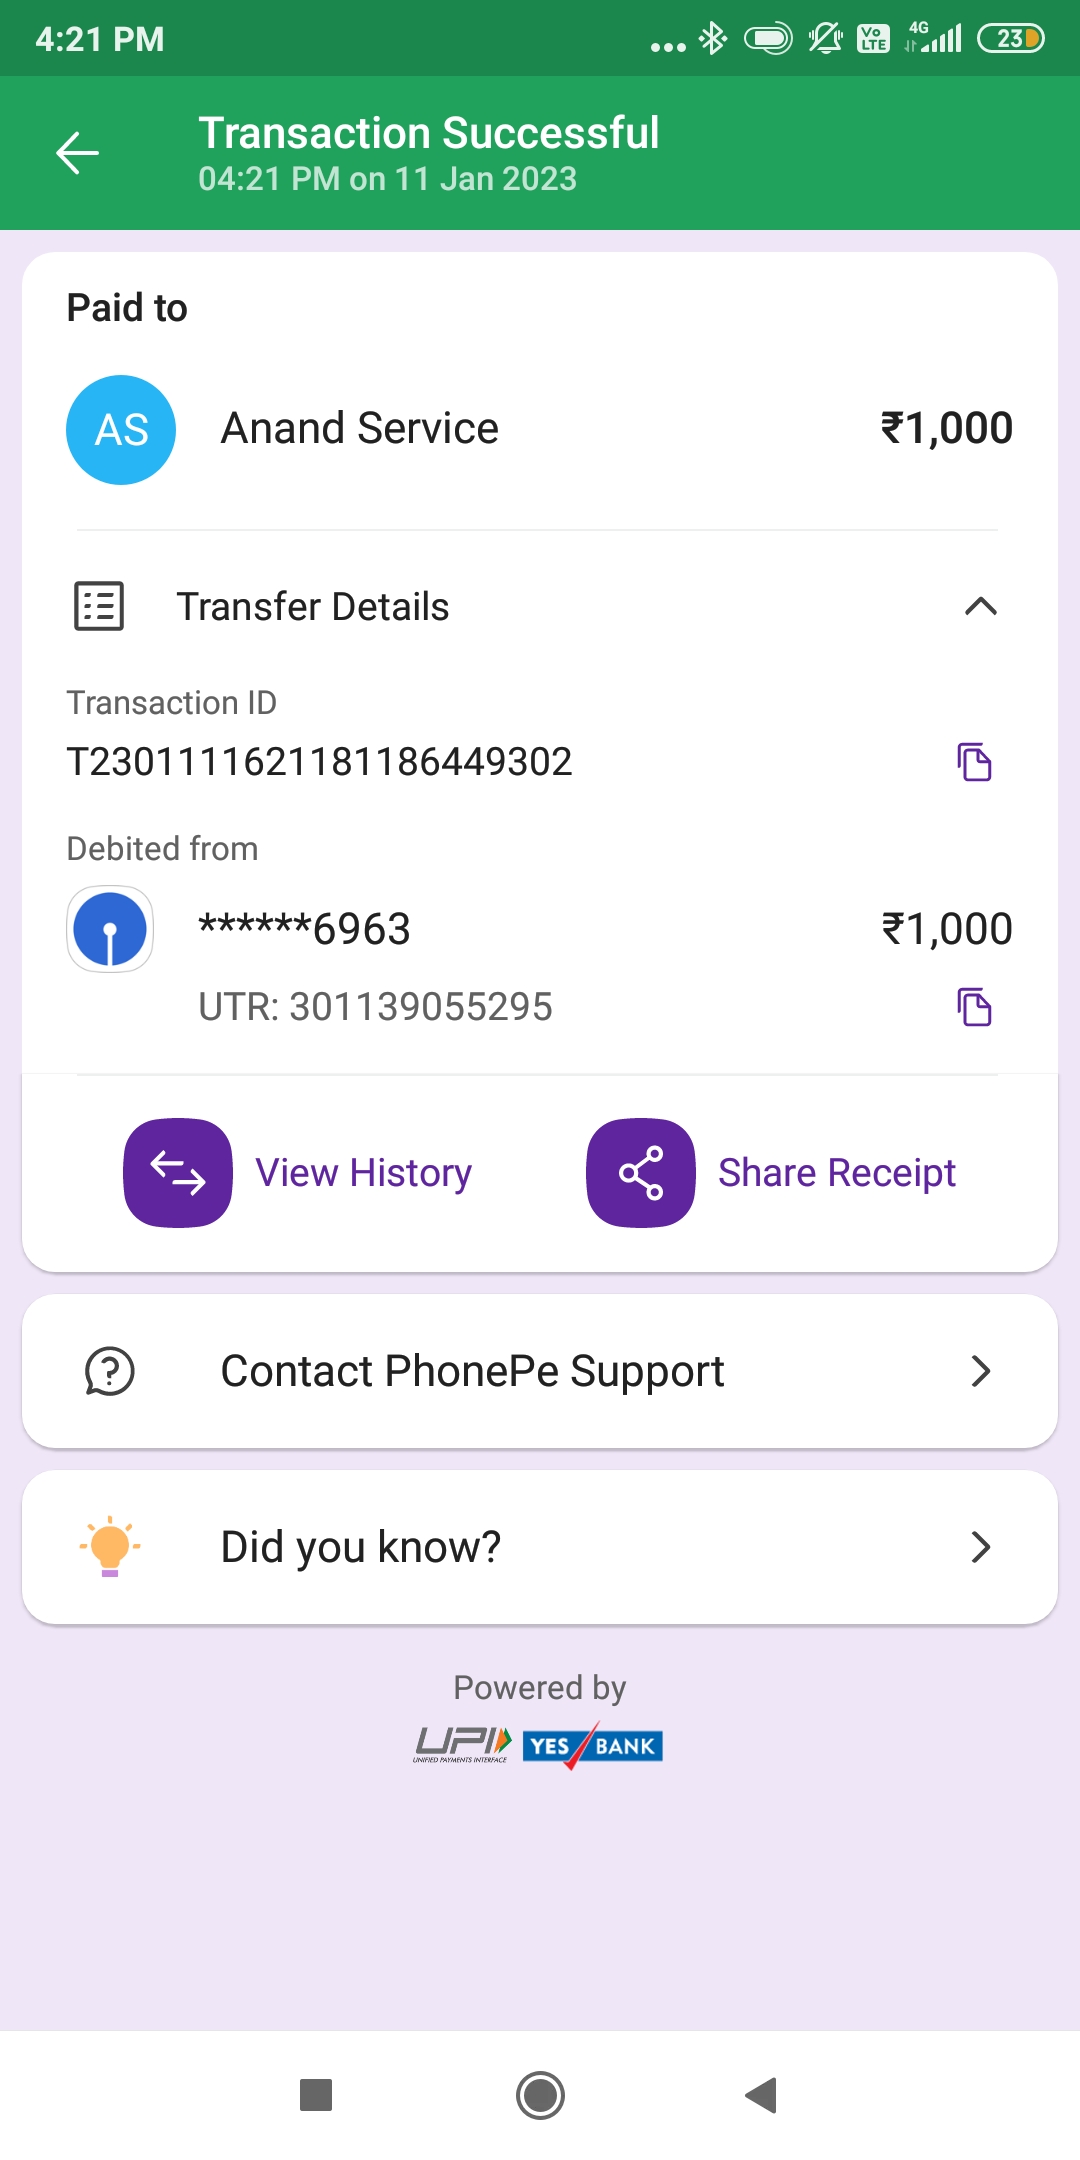 4:21 PM
Vo LTE
4G
23
Transaction Successful
04:21 PM on 11 Jan 2023
Paid to
AS
Anand Service
₹1,000
Transfer Details
Transaction ID
T2301111621181186449302
Debited from
******6963
₹1,000
UTR: 301139055295
View History
Share Receipt
Contact PhonePe Support
Did you know?
Powered by
UPI
UNIFIED PAYMENTS INTERFACE
YES BANK